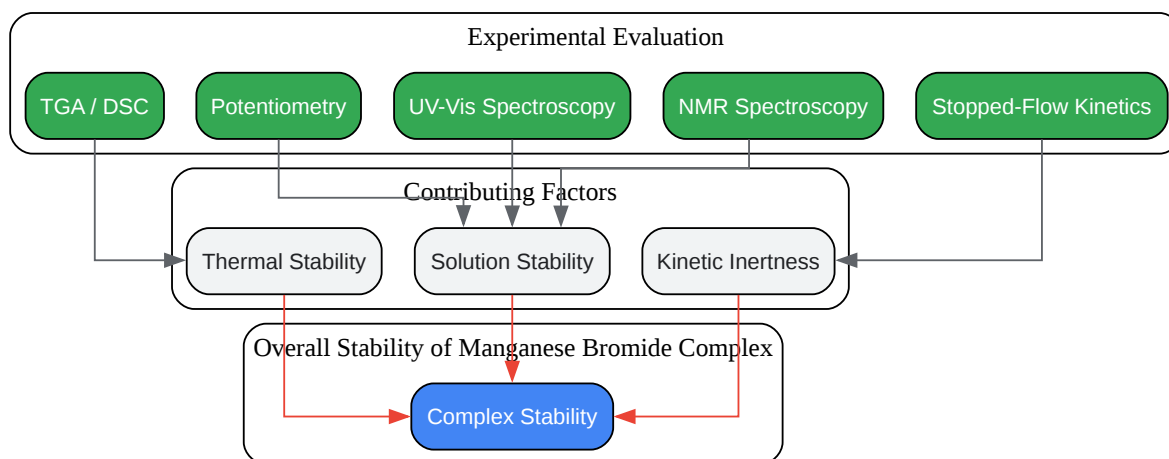 Experimental Evaluation
TGA / DSC
Potentiometry
UV-Vis Spectroscopy
NMR Spectroscopy
Stopped-Flow Kinetics
Contributing Factors
Thermal Stability
Solution Stability
Kinetic Inertness
Overall Stability of Manganese Bromide Complex
Complex Stability